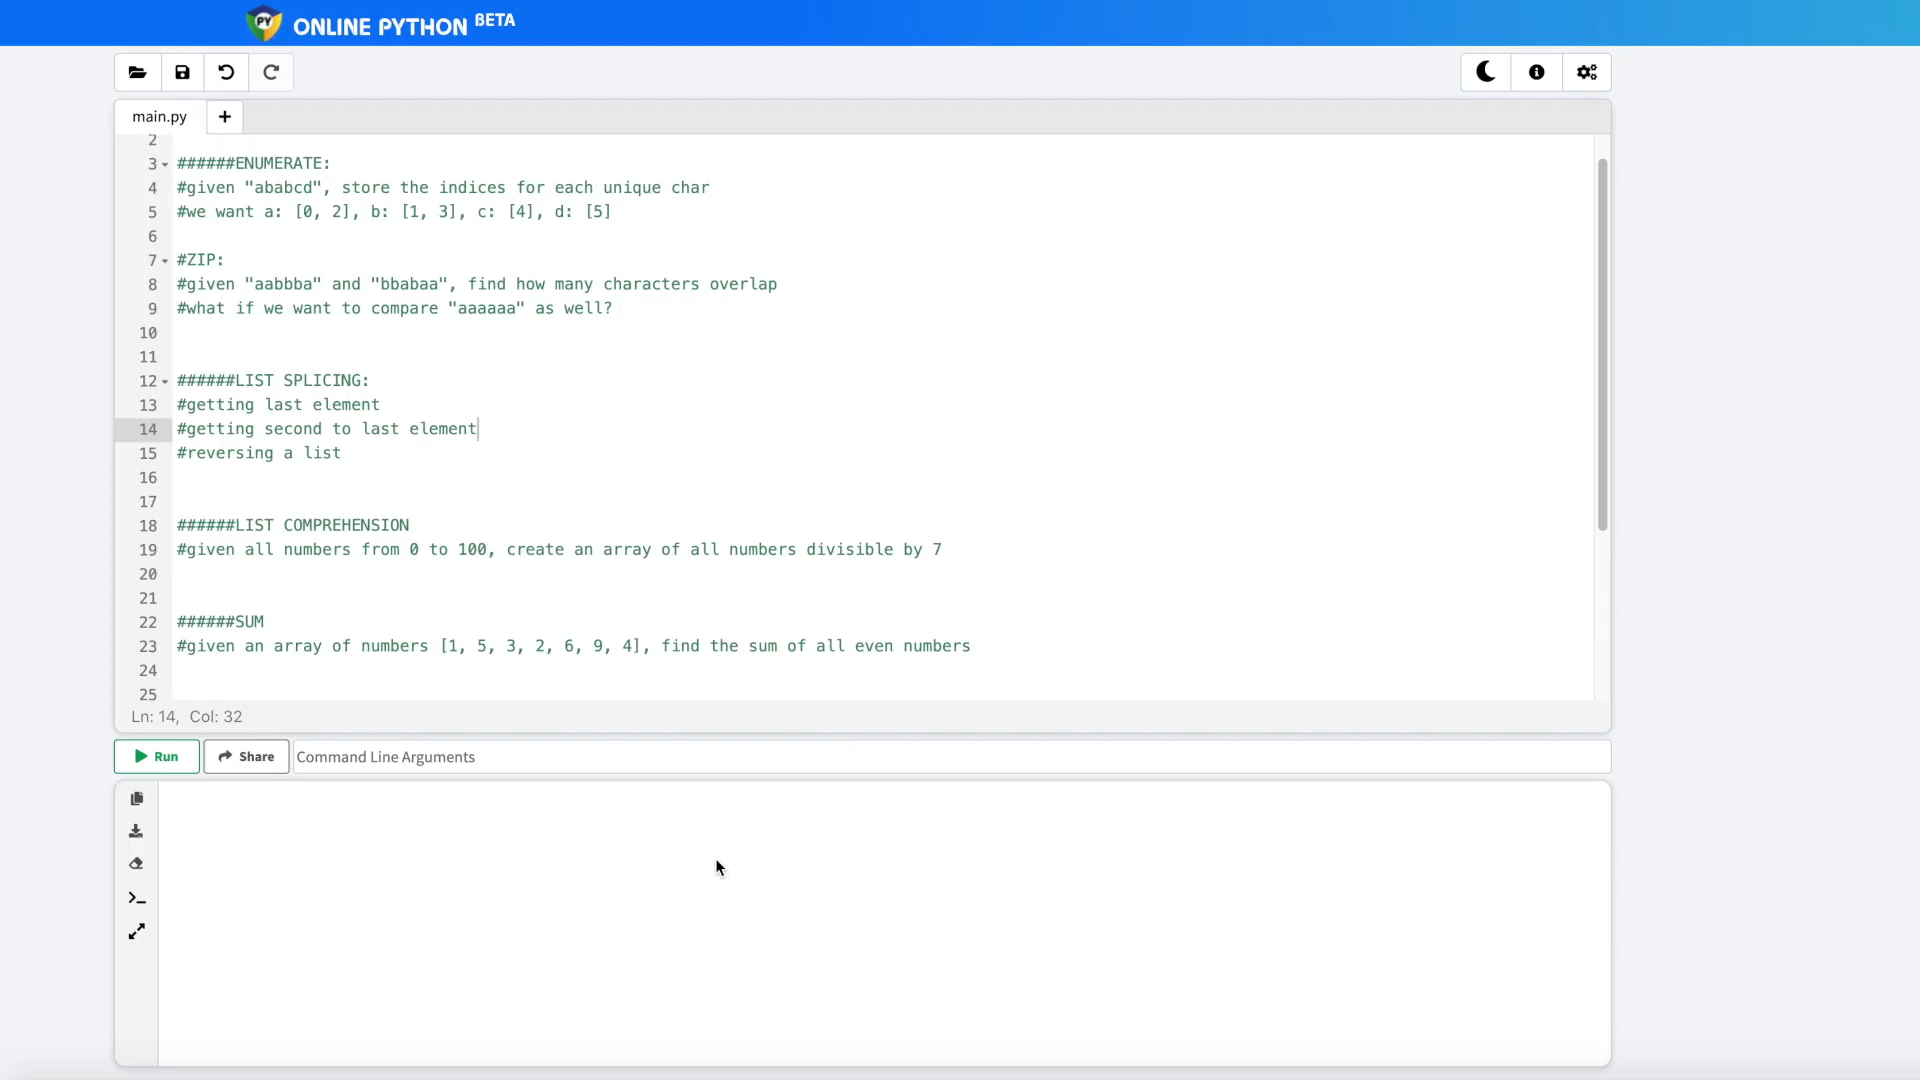 PY ONLINE PYTHON BETA
main.py +
2
3 ######ENUMERATE:
4 #given "ababcd", store the indices for each unique char
5 #we want a: [0, 2], b: [1, 3], c: [4], d: [5]
6
7 #ZIP:
8 #given "aabbba" and "bbabaa", find how many characters overlap
9 #what if we want to compare "aaaaaa" as well?
10
11
12 ######LIST SPLICING:
13 #getting last element
14 #getting second to last element
15 #reversing a list
16
17
18 ######LIST COMPREHENSION
19 #given all numbers from 0 to 100, create an array of all numbers divisible by 7
20
21
22 ######SUM
23 #given an array of numbers [1, 5, 3, 2, 6, 9, 4], find the sum of all even numbers
24
25
Ln: 14, Col: 32
Run Share Command Line Arguments